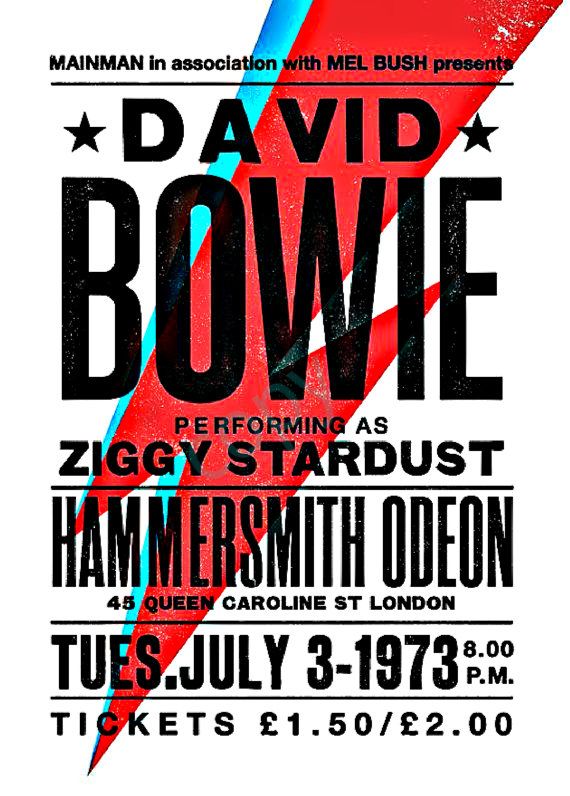 MAINMAN in association with MEL BUSH presents
★ DAVID ★
BOWIE
PERFORMING AS
ZIGGY STARDUST
HAMMERSMITH ODEON
45 QUEEN CAROLINE ST LONDON
TUES.JULY 3-1973 8.00 P.M.
TICKETS £1.50/£2.00